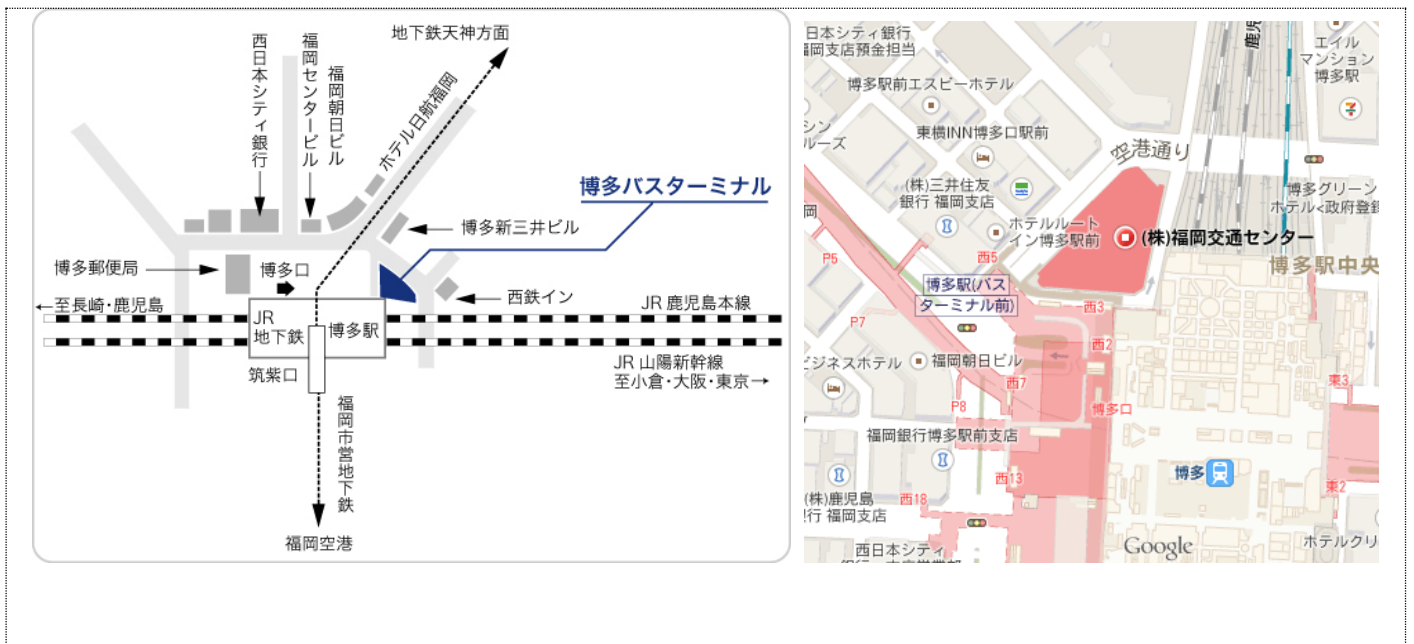 地下鉄天神方面
西日本シティ銀行
福岡センタービル
福岡朝日ビル
ホテル日航福岡
博多バスターミナル
博多新三井ビル
博多郵便局
博多口
西鉄イン
←至長崎・鹿児島
JR 鹿児島本線
JR
地下鉄
博多駅
JR 山陽新幹線
至小倉・大阪・東京→
筑紫口
福岡市営地下鉄
福岡空港
日本シティ銀行
福岡支店預金担当
鹿児
エイル
マンション
博多駅
博多駅前エスビーホテル
シン
ルーズ
東横INN博多口駅前
空港通り
(株)三井住友
銀行 福岡支店
博多グリーン
ホテル<政府登録
岡
ホテルルート
イン博多駅前
(株)福岡交通センター
P5
西5
博多駅中央
博多駅(バス
ターミナル前)
西3
P7
西2
ビジネスホテル
福岡朝日ビル
西7
東3
P8
博多口
福岡銀行博多駅前支店
博多
西13
東2
(株)鹿児島
銀行 福岡支店
西18
西日本シティ
Google
ホテルクリ